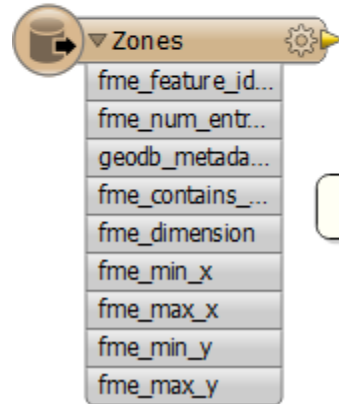 Zones
fme_feature_id...
fme_num_entr...
geodb_metada...
fme_contains_...
fme_dimension
fme_min_x
fme_max_x
fme_min_y
fme_max_y